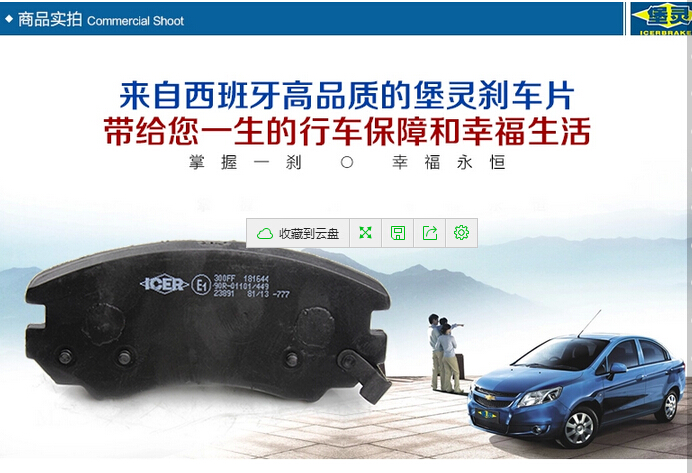 商品实拍 Commercial Shoot
堡灵
ICERBRAKE
来自西班牙高品质的堡灵刹车片
带给您一生的行车保障和幸福生活
掌握一刹 〇 幸福永恒
收藏到云盘
ICER
E1
300FF 181644
90R-01101/449
23891 81/13 -777